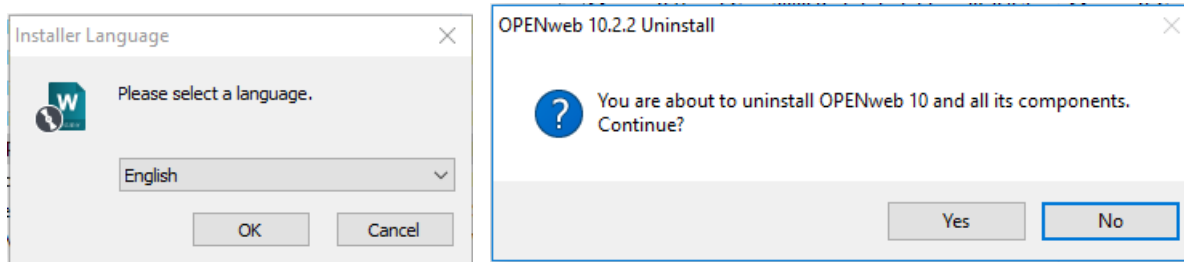 Installer Language
Please select a language.
English
OK
Cancel
OPENweb 10.2.2 Uninstall
You are about to uninstall OPENweb 10 and all its components.
Continue?
Yes
No